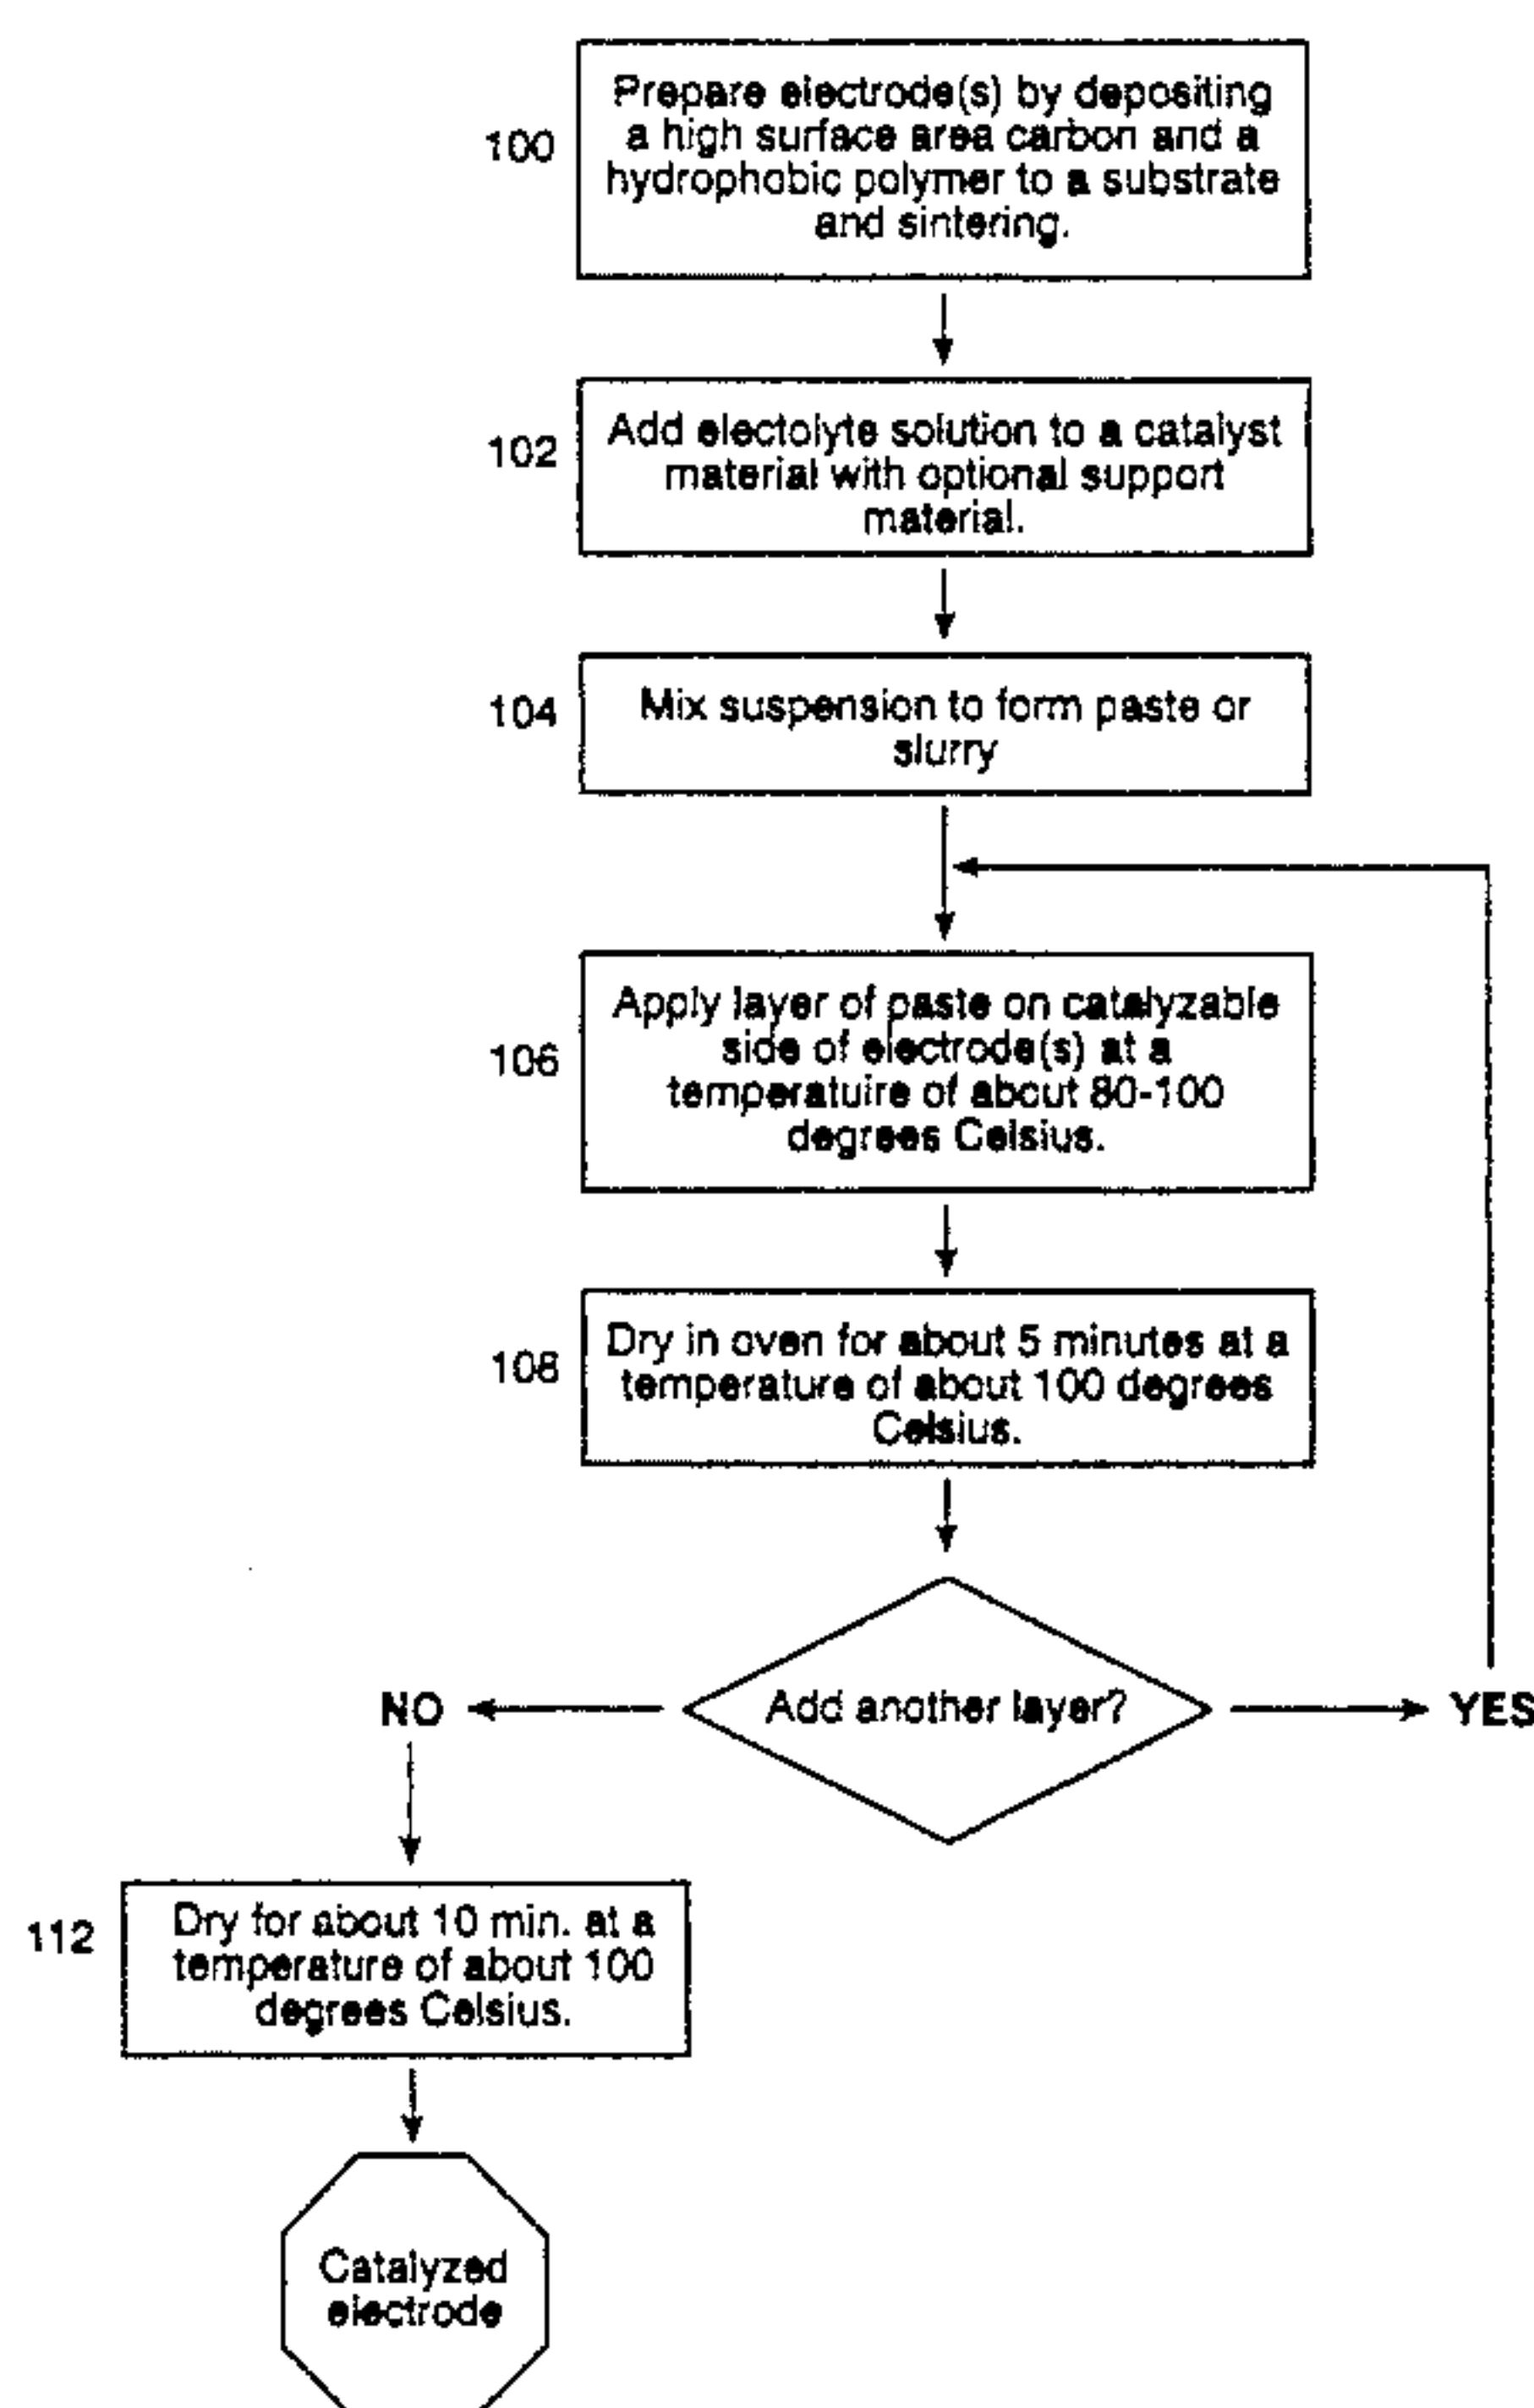 100
Prepare electrode(s) by depositing
a high surface area carbon and a
hydrophobic polymer to a substrate
and sintering.
102
Add electolyte solution to a catalyst
material with optional support
material.
104
Mix suspension to form paste or
slurry
106
Apply layer of paste on catalyzable
side of electrode(s) at a
temperatuire of about 80-100
degrees Celsius.
108
Dry in oven for about 5 minutes at a
temperature of about 100 degrees
Celsius.
NO
Add another layer?
YES
112
Dry for about 10 min. at a
temperature of about 100
degrees Celsius.
Catalyzed
electrode